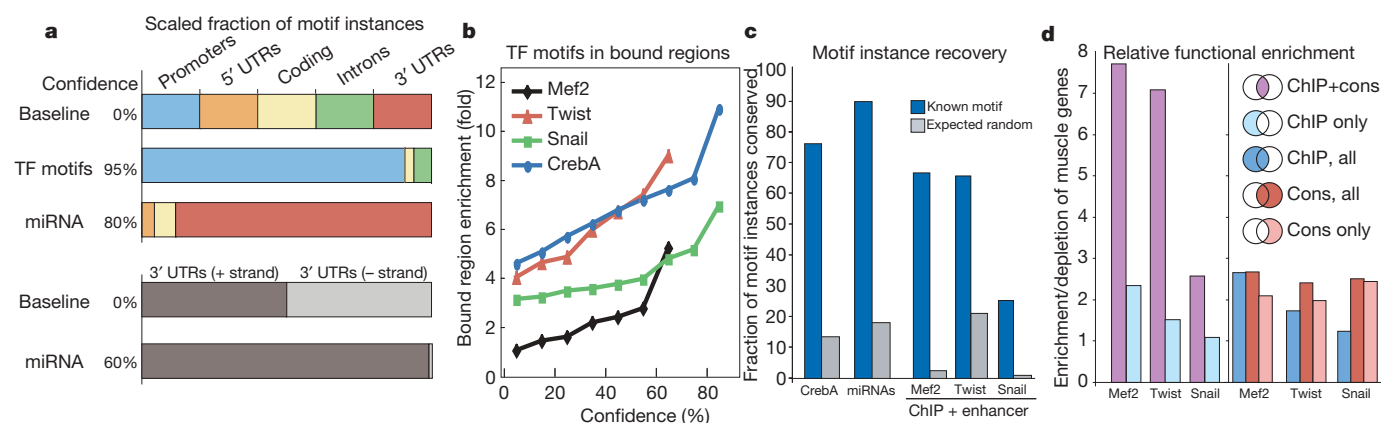 a
Scaled fraction of motif instances
Confidence
Promoters
5′ UTRs
Coding
Introns
3′ UTRs
Baseline 0%
TF motifs 95%
miRNA 80%
3′ UTRs (+ strand) 3′ UTRs (– strand)
Baseline 0%
miRNA 60%
b
TF motifs in bound regions
Bound region enrichment (fold)
12
10
8
6
4
2
0
Mef2
Twist
Snail
CrebA
0 20 40 60 80
Confidence (%)
c
Motif instance recovery
Fraction of motif instances conserved
100
90
80
70
60
50
40
30
20
10
0
Known motif
Expected random
CrebA miRNAs Mef2 Twist Snail
ChIP + enhancer
d
Relative functional enrichment
Enrichment/depletion of muscle genes
8
7
6
5
4
3
2
1
0
ChIP+cons
ChIP only
ChIP, all
Cons, all
Cons only
Mef2 Twist Snail Mef2 Twist Snail